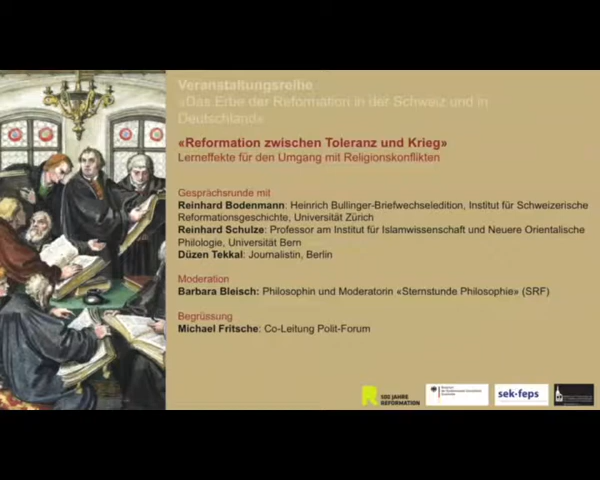 Veranstaltungsreihe
«Das Erbe der Reformation in der Schweiz und in
Deutschland»
«Reformation zwischen Toleranz und Krieg»
Lerneffekte für den Umgang mit Religionskonflikten
Gesprächsrunde mit
Reinhard Bodenmann: Heinrich Bullinger-Briefwechseledition, Institut für Schweizerische
Reformationsgeschichte, Universität Zürich
Reinhard Schulze: Professor am Institut für Islamwissenschaft und Neuere Orientalische
Philologie, Universität Bern
Düzen Tekkal: Journalistin, Berlin
Moderation
Barbara Bleisch: Philosophin und Moderatorin «Sternstunde Philosophie» (SRF)
Begrüssung
Michael Fritsche: Co-Leitung Polit-Forum
R 500 JAHRE
REFORMATION
sek·feps